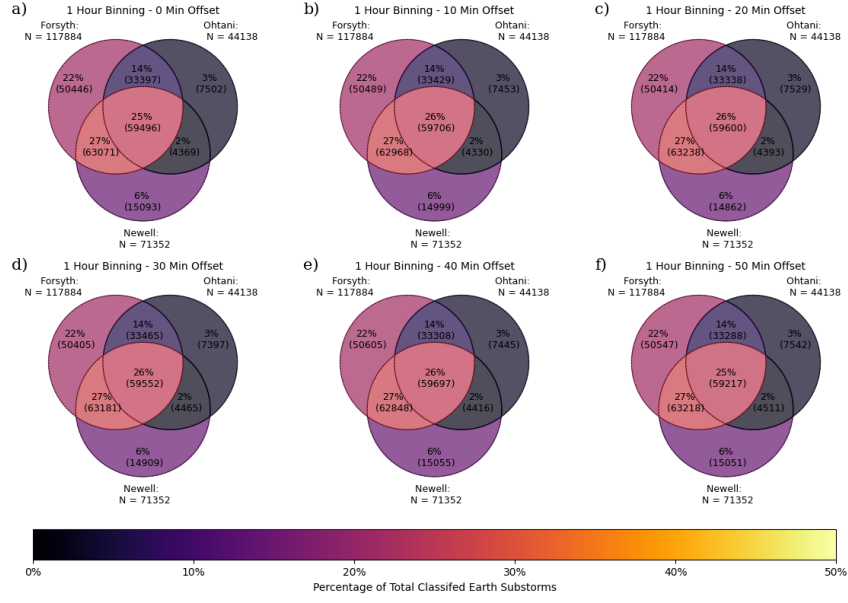 a)
1 Hour Binning - 0 Min Offset
Forsyth:
N = 117884
Ohtani:
N = 44138
22%
(50446)
14%
(33397)
3%
(7502)
25%
(59496)
27%
(63071)
2%
(4369)
6%
(15093)
Newell:
N = 71352
b)
1 Hour Binning - 10 Min Offset
Forsyth:
N = 117884
Ohtani:
N = 44138
22%
(50489)
14%
(33429)
3%
(7453)
26%
(59706)
27%
(62968)
2%
(4330)
6%
(14999)
Newell:
N = 71352
c)
1 Hour Binning - 20 Min Offset
Forsyth:
N = 117884
Ohtani:
N = 44138
22%
(50414)
14%
(33338)
3%
(7529)
26%
(59600)
27%
(63238)
2%
(4393)
6%
(14862)
Newell:
N = 71352
d)
1 Hour Binning - 30 Min Offset
Forsyth:
N = 117884
Ohtani:
N = 44138
22%
(50405)
14%
(33465)
3%
(7397)
26%
(59552)
27%
(63181)
2%
(4465)
6%
(14909)
Newell:
N = 71352
e)
1 Hour Binning - 40 Min Offset
Forsyth:
N = 117884
Ohtani:
N = 44138
22%
(50605)
14%
(33308)
3%
(7445)
26%
(59697)
27%
(62848)
2%
(4416)
6%
(15055)
Newell:
N = 71352
f)
1 Hour Binning - 50 Min Offset
Forsyth:
N = 117884
Ohtani:
N = 44138
22%
(50547)
14%
(33288)
3%
(7542)
25%
(59217)
27%
(63218)
2%
(4511)
6%
(15051)
Newell:
N = 71352
0% 10% 20% 30% 40% 50%
Percentage of Total Classifed Earth Substorms